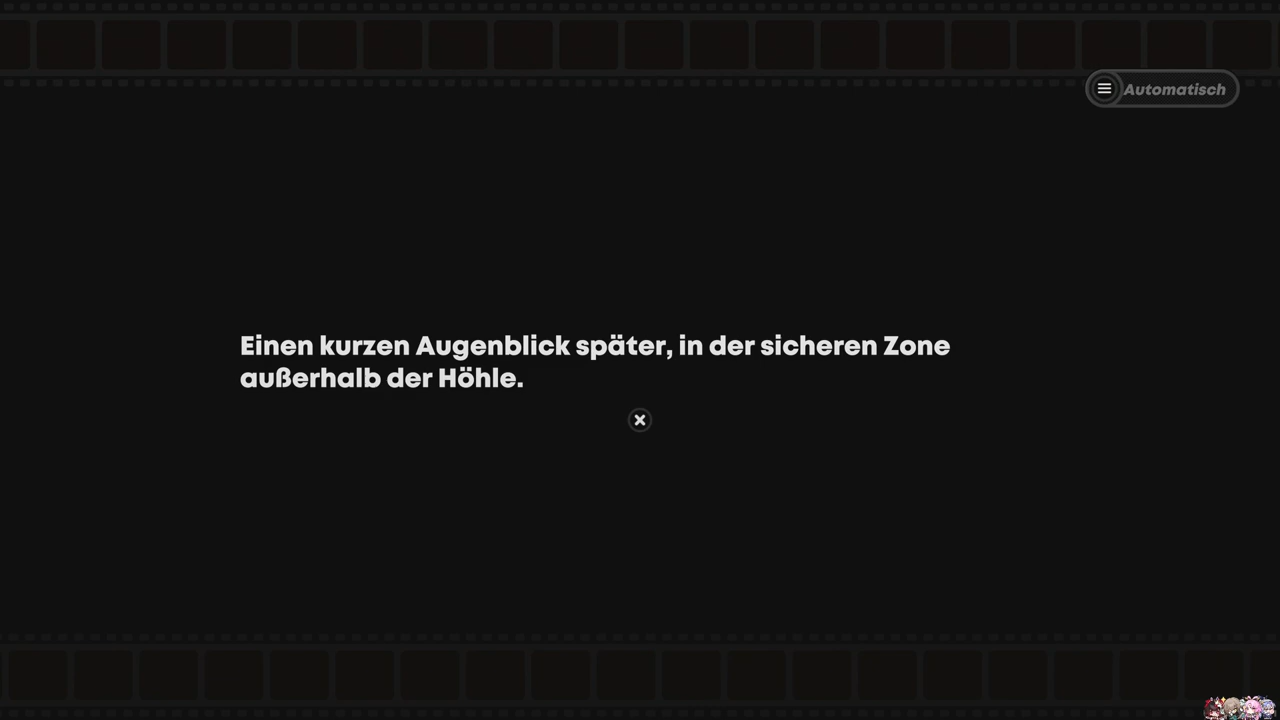 Automatisch
Einen kurzen Augenblick später, in der sicheren Zone
außerhalb der Höhle.